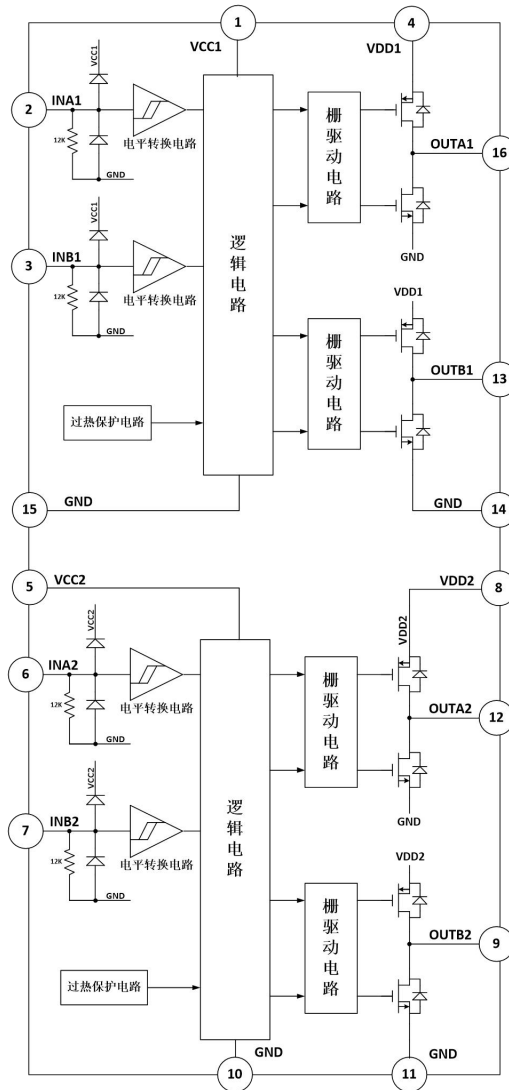 1
4
VCC1
VDD1
VCC1
2
INA1
12K
GND
电平转换电路
栅驱动电路
OUTA1
16
GND
VCC1
3
INB1
12K
GND
电平转换电路
逻辑电路
VDD1
栅驱动电路
OUTB1
13
过热保护电路
15
GND
GND
14
5
VCC2
VDD2
8
VCC2
VDD2
6
INA2
12K
GND
电平转换电路
栅驱动电路
OUTA2
12
GND
VCC2
7
INB2
12K
GND
电平转换电路
逻辑电路
VDD2
栅驱动电路
OUTB2
9
过热保护电路
GND
GND
10
11